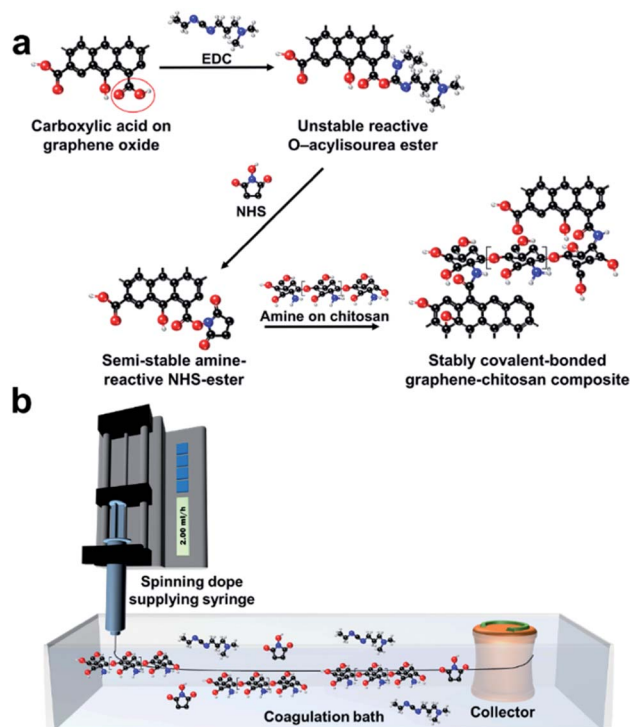 a
EDC
Carboxylic acid on
graphene oxide
Unstable reactive
O–acylisourea ester
NHS
Amine on chitosan
Semi-stable amine-
reactive NHS-ester
Stably covalent-bonded
graphene-chitosan composite
b
2.00 ml/h
Spinning dope
supplying syringe
Coagulation bath
Collector